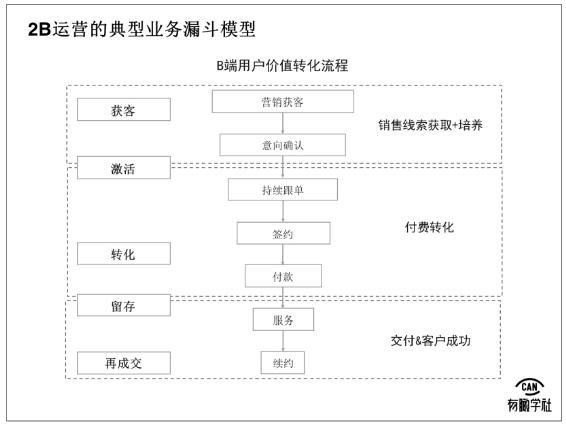 2B运营的典型业务漏斗模型
B端用户价值转化流程
获客
营销获客
销售线索获取+培养
意向确认
激活
持续跟单
签约
付费转化
转化
付款
留存
服务
交付&客户成功
再成交
续约
CAN
有鹏学社